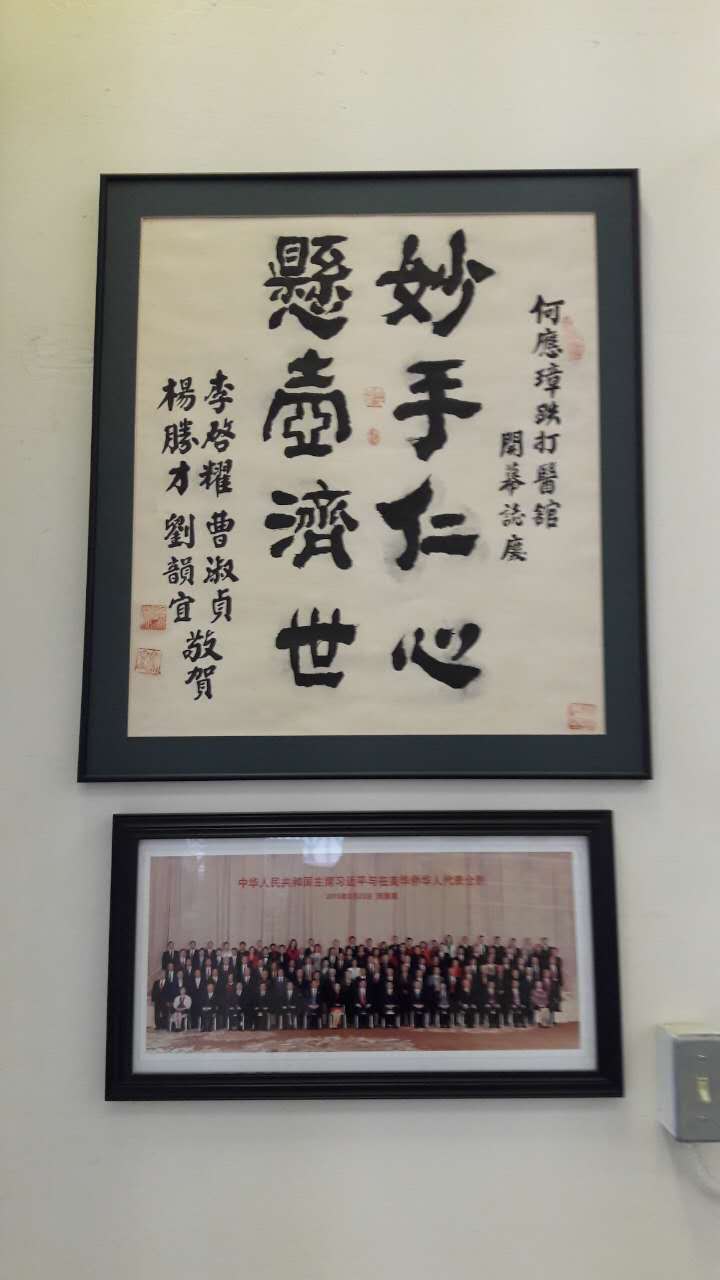 何應璋跌打醫館
開幕誌慶
妙手仁心
懸壺濟世
李啓耀 曹淑貞
楊勝才 劉韻宜
敬賀
中华人民共和国主席习近平与在美华侨华人代表合影